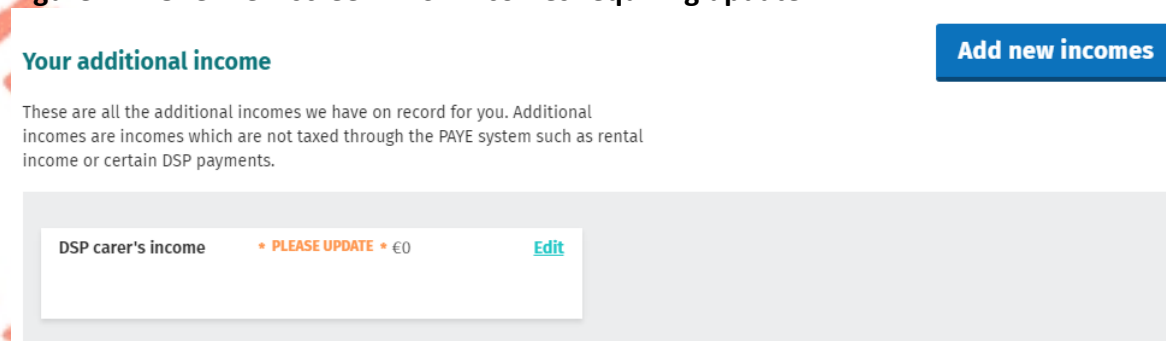 Your additional income
Add new incomes
These are all the additional incomes we have on record for you. Additional
incomes are incomes which are not taxed through the PAYE system such as rental
income or certain DSP payments.
DSP carer's income * PLEASE UPDATE * €0 Edit